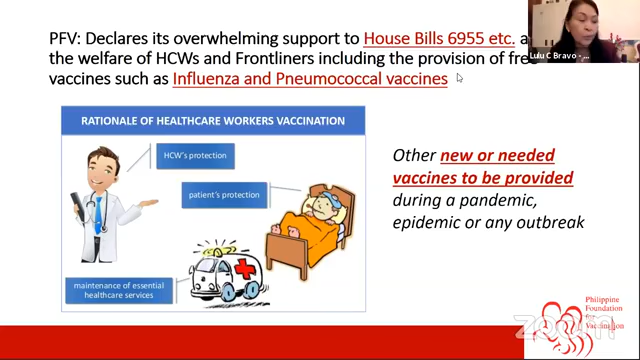 PFV: Declares its overwhelming support to House Bills 6955 etc.
the welfare of HCWs and Frontliners including the provision of free
vaccines such as Influenza and Pneumococcal vaccines
Lulu C Bravo -
RATIONALE OF HEALTHCARE WORKERS VACCINATION
HCW's protection
patient's protection
maintenance of essential
healthcare services
Other new or needed
vaccines to be provided
during a pandemic,
epidemic or any outbreak
Philippine
Foundation
for
Vaccination
zoom